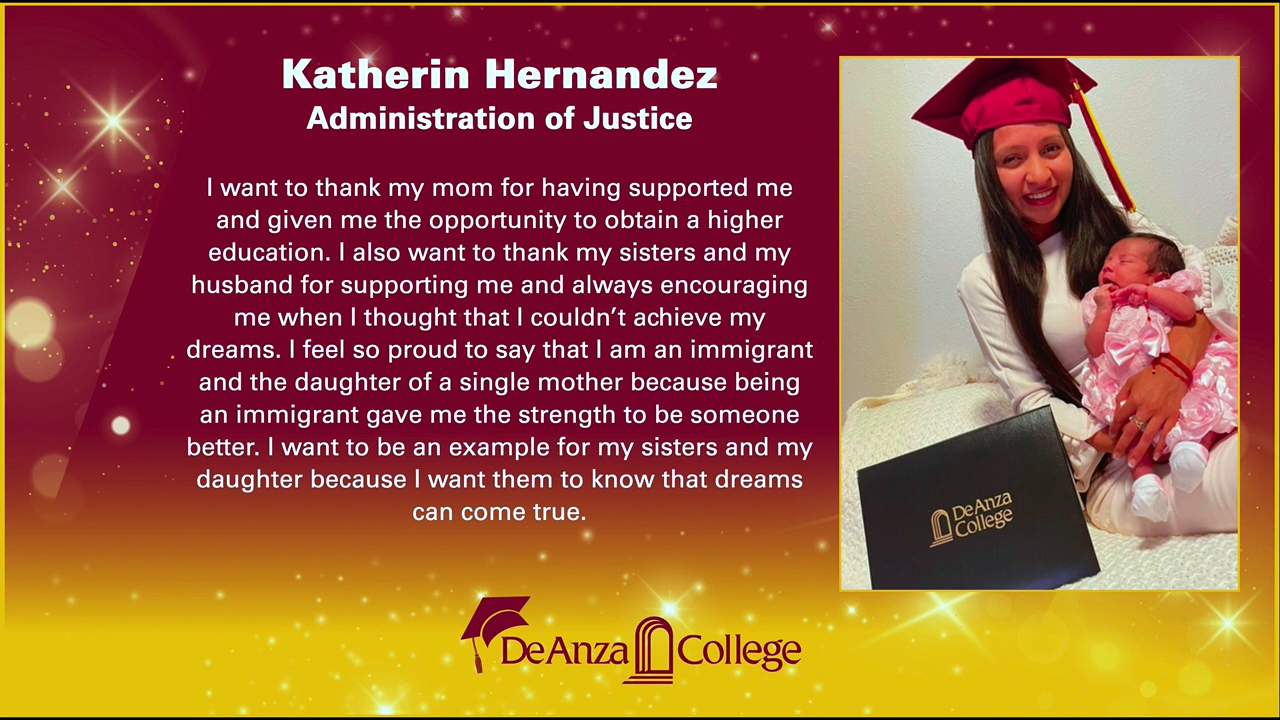 Katherin Hernandez
Administration of Justice
I want to thank my mom for having supported me
and given me the opportunity to obtain a higher
education. I also want to thank my sisters and my
husband for supporting me and always encouraging
me when I thought that I couldn’t achieve my
dreams. I feel so proud to say that I am an immigrant
and the daughter of a single mother because being
an immigrant gave me the strength to be someone
better. I want to be an example for my sisters and my
daughter because I want them to know that dreams
can come true.
DeAnza
College
DeAnza College